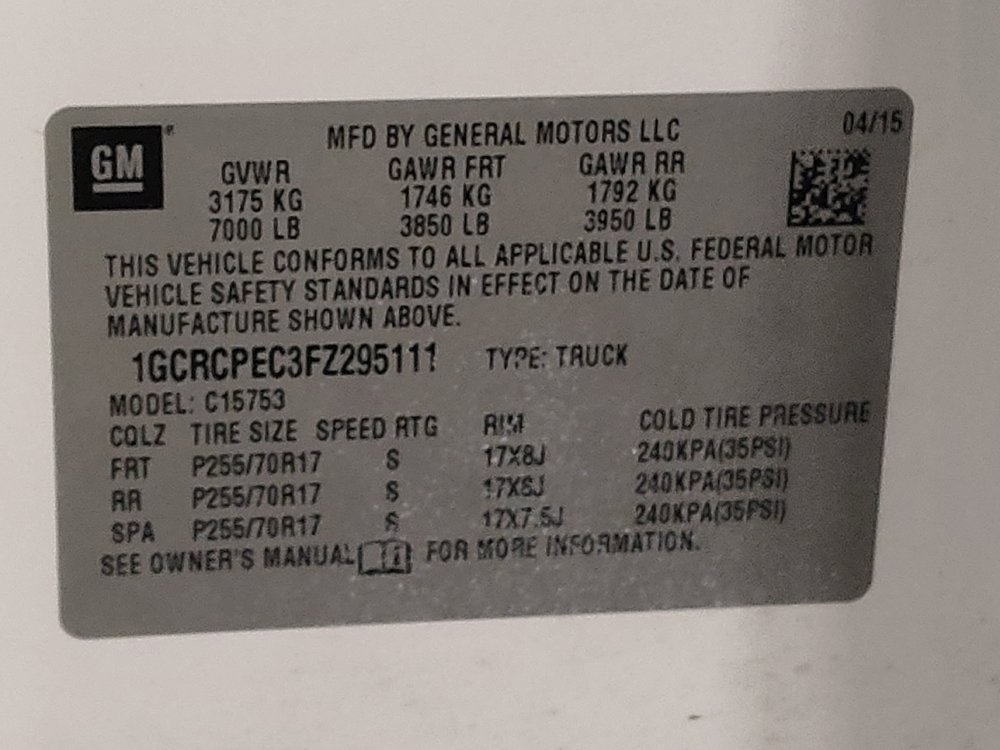 GM
MFD BY GENERAL MOTORS LLC
04/15
GVWR GAWR FRT GAWR RR
3175 KG 1746 KG 1792 KG
7000 LB 3850 LB 3950 LB
THIS VEHICLE CONFORMS TO ALL APPLICABLE U.S. FEDERAL MOTOR
VEHICLE SAFETY STANDARDS IN EFFECT ON THE DATE OF
MANUFACTURE SHOWN ABOVE.
1GCRCPEC3FZ295111 TYPE: TRUCK
MODEL: C15753
COLZ TIRE SIZE SPEED RTG RIM COLD TIRE PRESSURE
FRT P255/70R17 S 17X8J 240KPA(35PSI)
RR P255/70R17 S 17X8J 240KPA(35PSI)
SPA P255/70R17 S 17X7.5J 240KPA(35PSI)
SEE OWNER'S MANUAL FOR MORE INFORMATION.